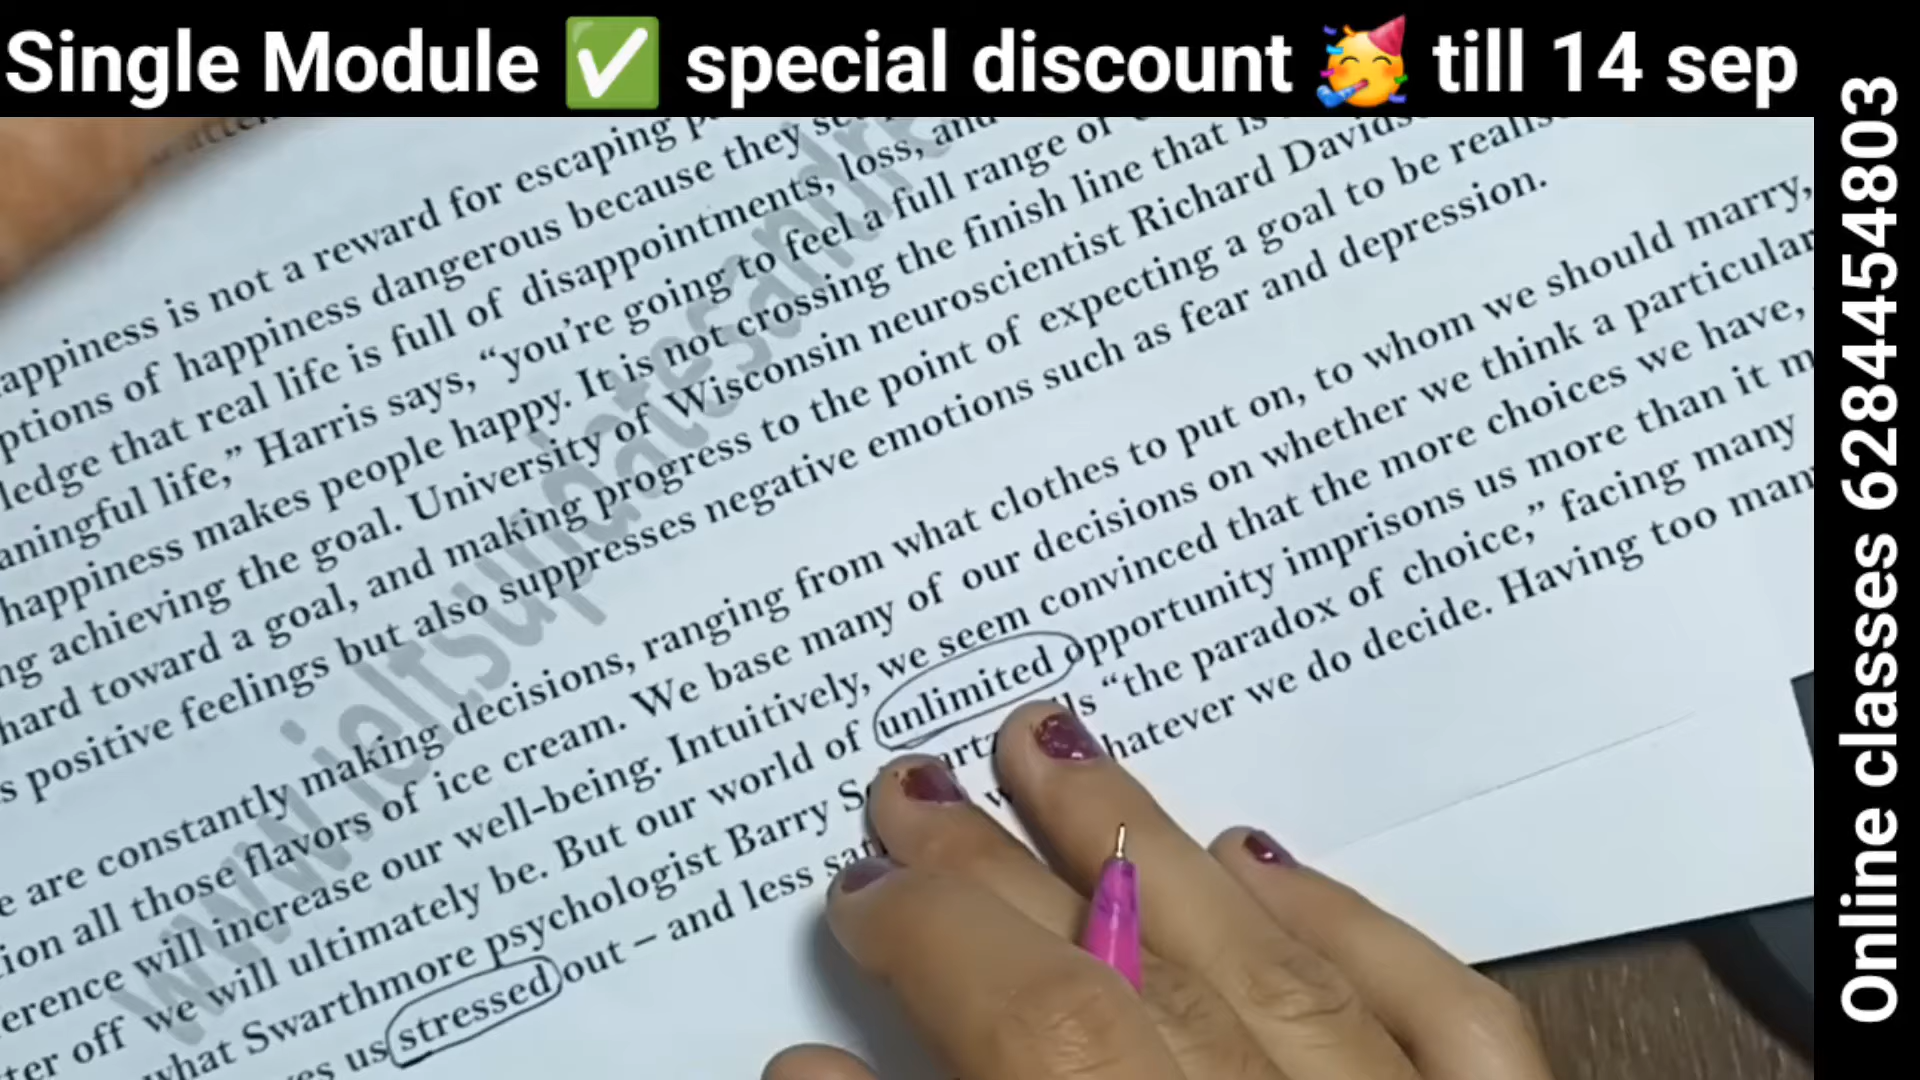 Single Module ✅ special discount 🥳 till 14 sep
Online classes 6284454803
appiness is not a reward for escaping
ptions of happiness dangerous because they
ledge that real life is full of disappointments, loss, and
aningful life,” Harris says, “you’re going to feel a full range of
happiness makes people happy. It is not crossing the finish line that is
ng achieving the goal. University of Wisconsin neuroscientist Richard Davids
hard toward a goal, and making progress to the point of expecting a goal to be realis
s positive feelings but also suppresses negative emotions such as fear and depression.
e are constantly making decisions, ranging from what clothes to put on, to whom we should marry,
ion all those flavors of ice cream. We base many of our decisions on whether we think a particular
erence will increase our well-being. Intuitively, we seem convinced that the more choices we have,
ter off we will ultimately be. But our world of unlimited opportunity imprisons us more than it m
what Swarthmore psychologist Barry S ls “the paradox of choice,” facing many
es us stressed out – and less sat whatever we do decide. Having too man
www.ieltsupdatesandre